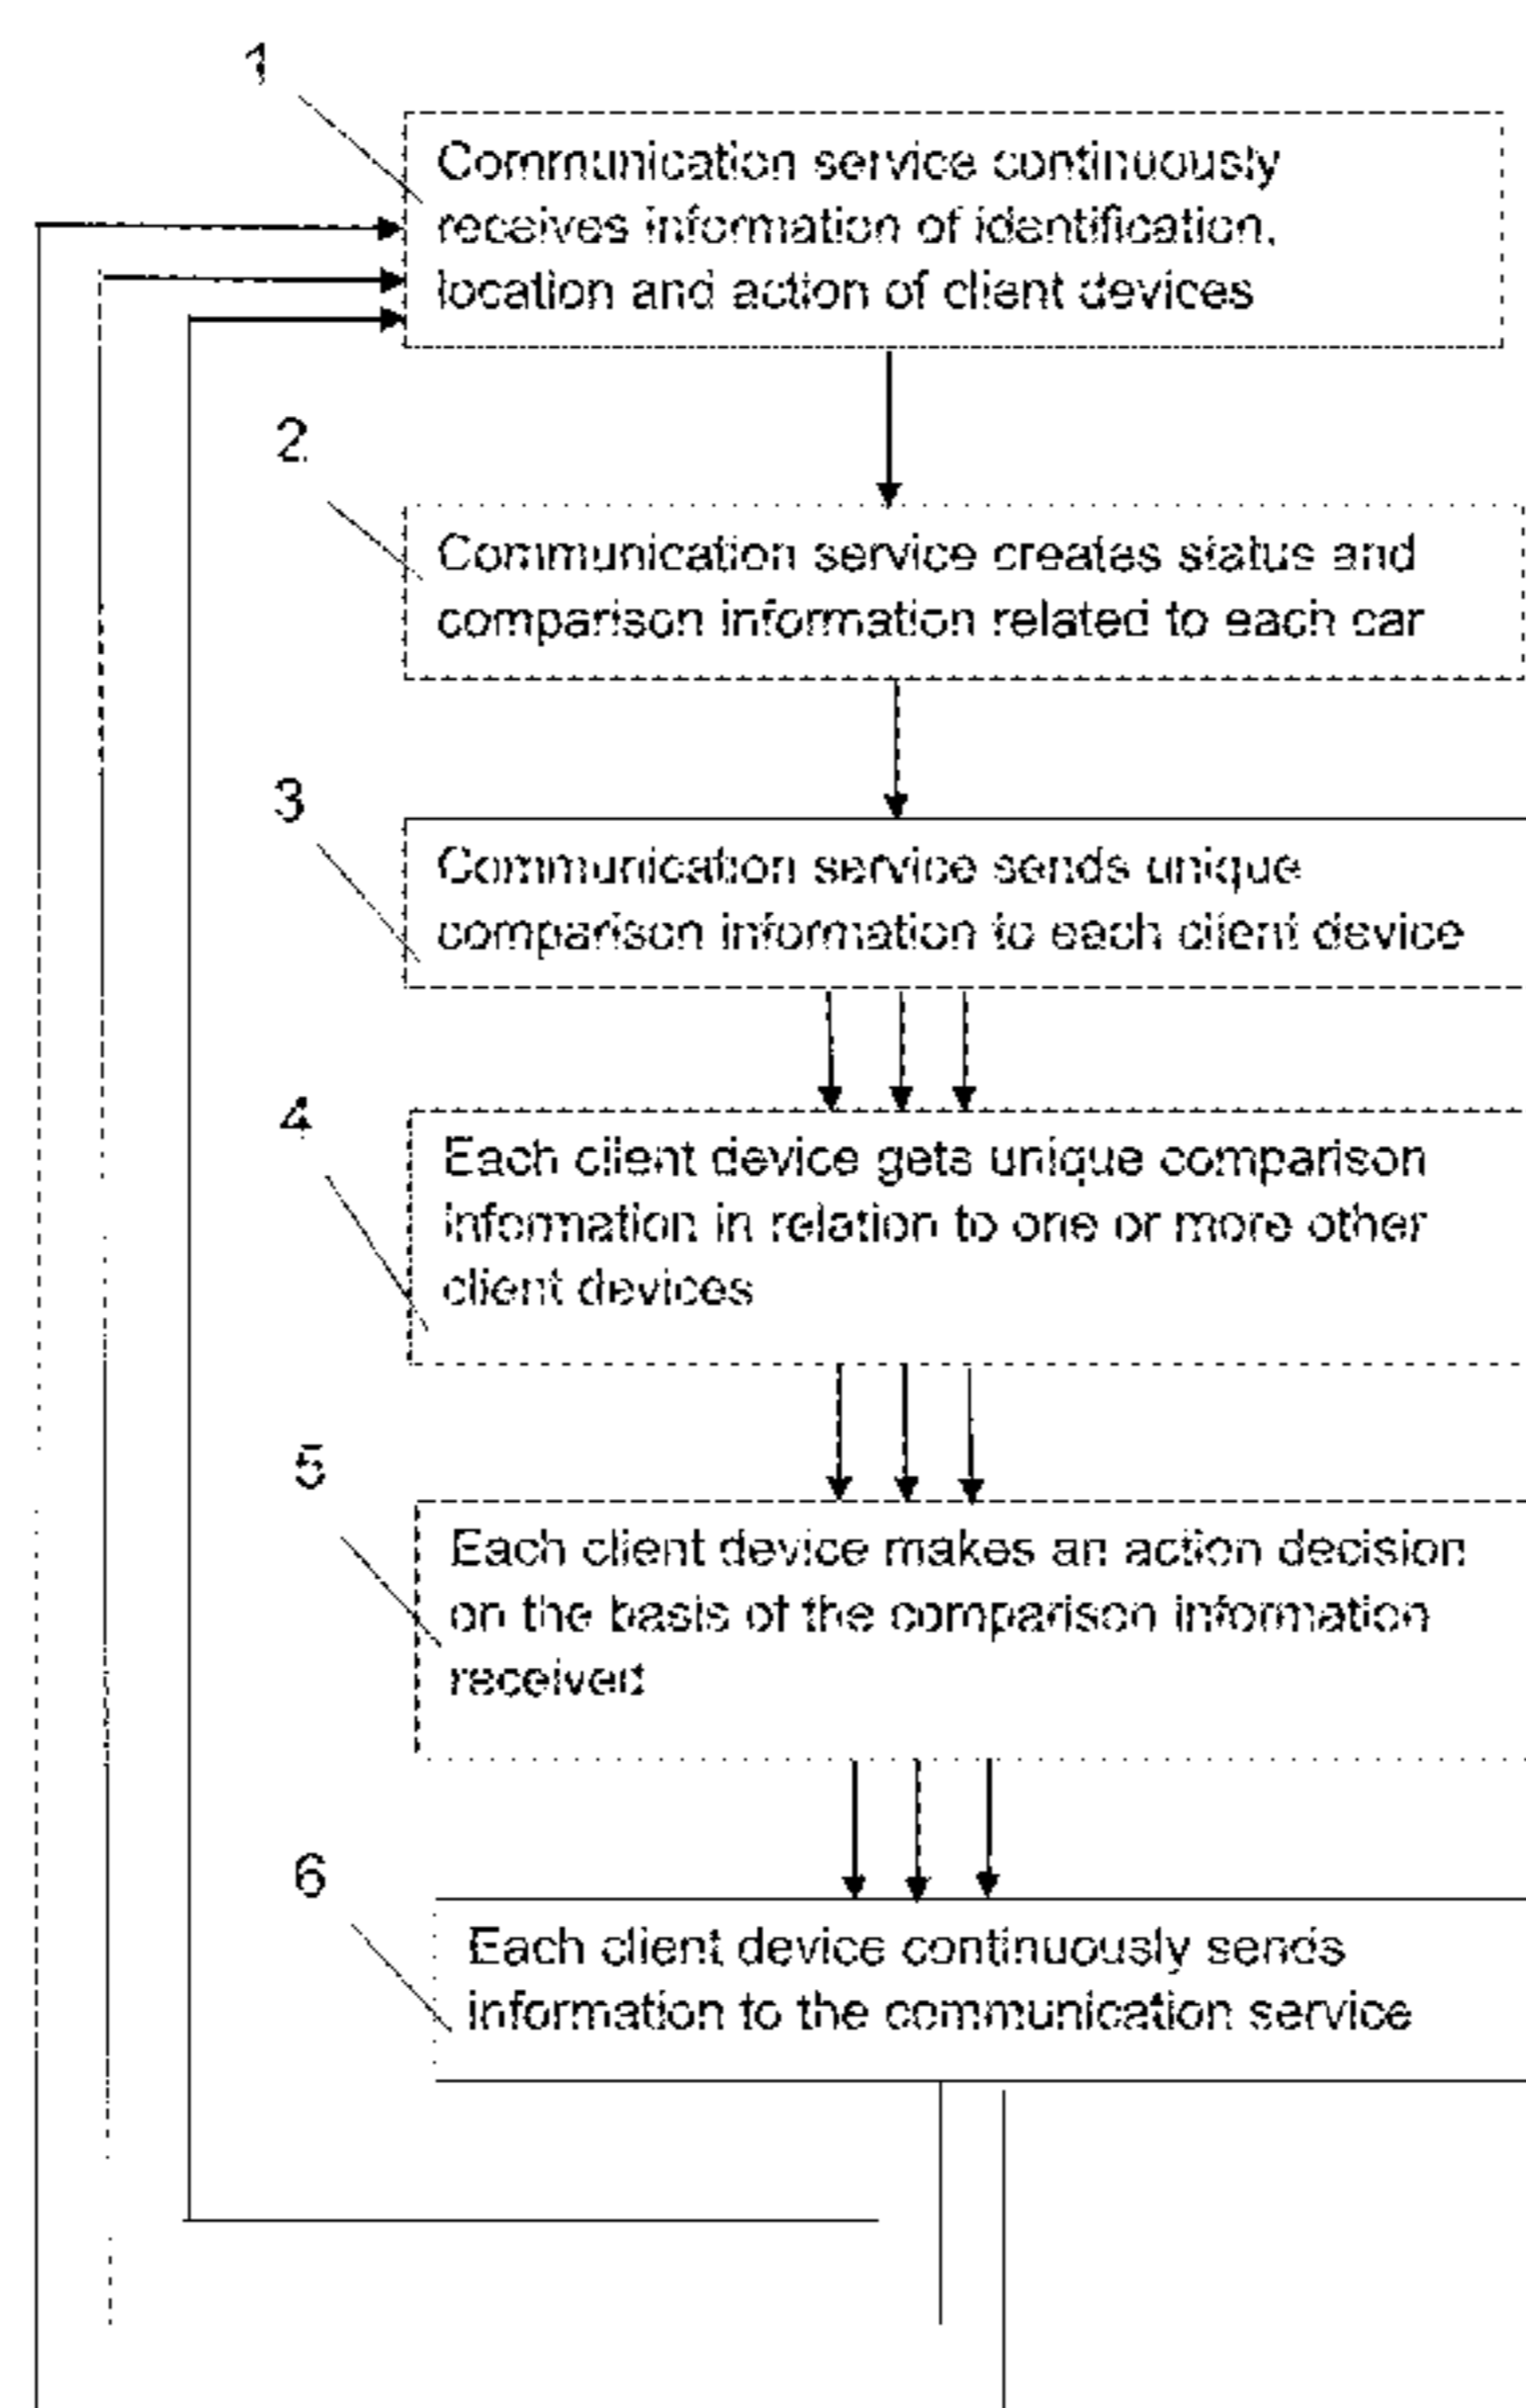 1
Communication service continuously
receives information of identification,
location and action of client devices
2
Communication service creates status and
comparison information related to each car
3
Communication service sends unique
comparison information to each client device
4
Each client device gets unique comparison
information in relation to one or more other
client devices
5
Each client device makes an action decision
on the basis of the comparison information
received
6
Each client device continuously sends
information to the communication service